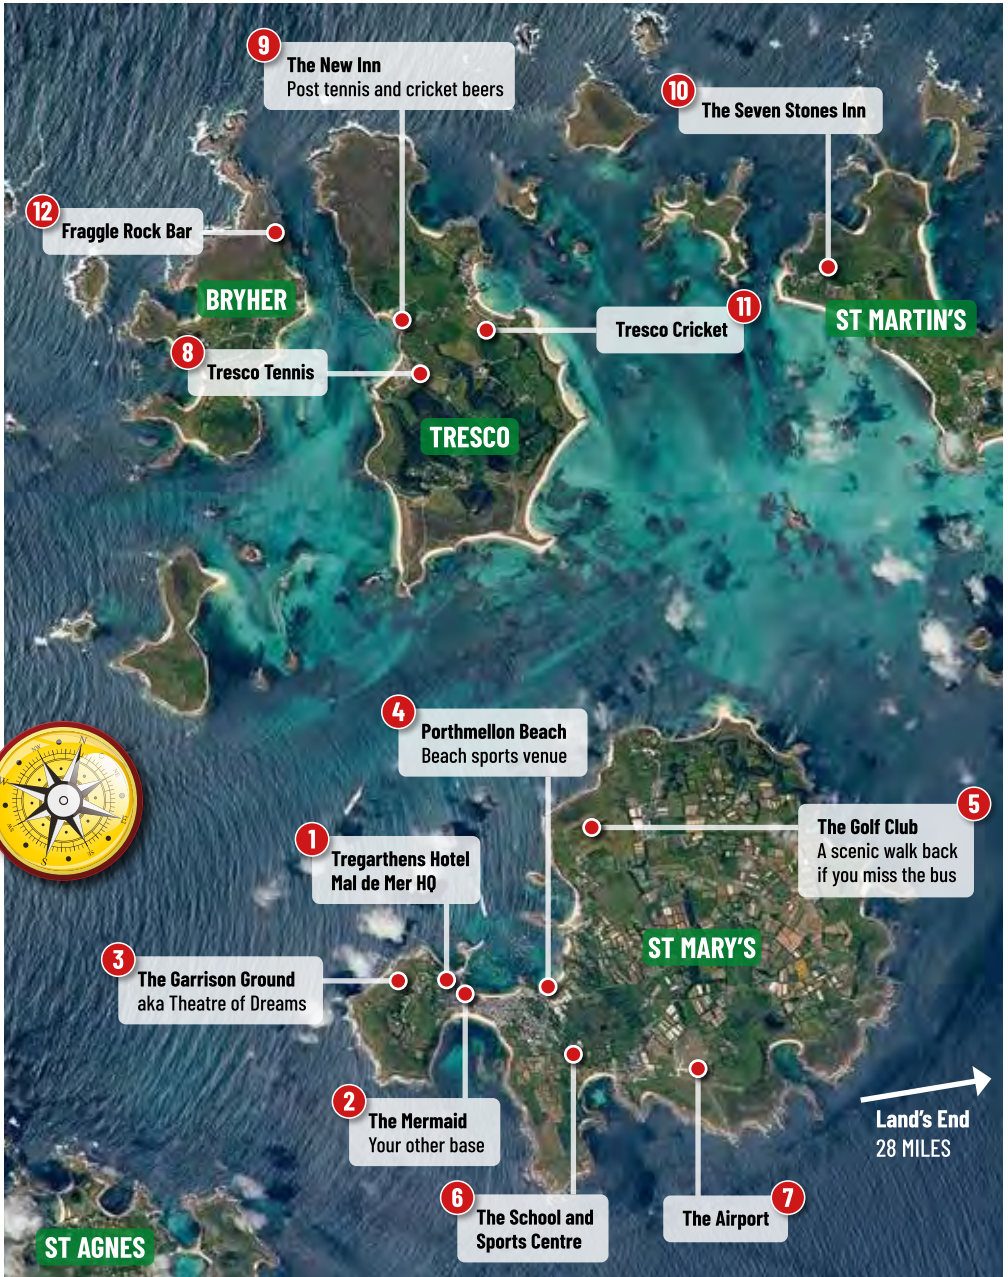 9
The New Inn
Post tennis and cricket beers
10
The Seven Stones Inn
12
Fraggle Rock Bar
BRYHER
11
Tresco Cricket
ST MARTIN'S
8
Tresco Tennis
TRESCO
4
Porthmellon Beach
Beach sports venue
N
NW
W
S
5
The Golf Club
A scenic walk back
if you miss the bus
1
Tregarthens Hotel
Mal de Mer HQ
ST MARY'S
3
The Garrison Ground
aka Theatre of Dreams
2
The Mermaid
Your other base
Land's End
28 MILES
6
The School and
Sports Centre
7
The Airport
ST AGNES